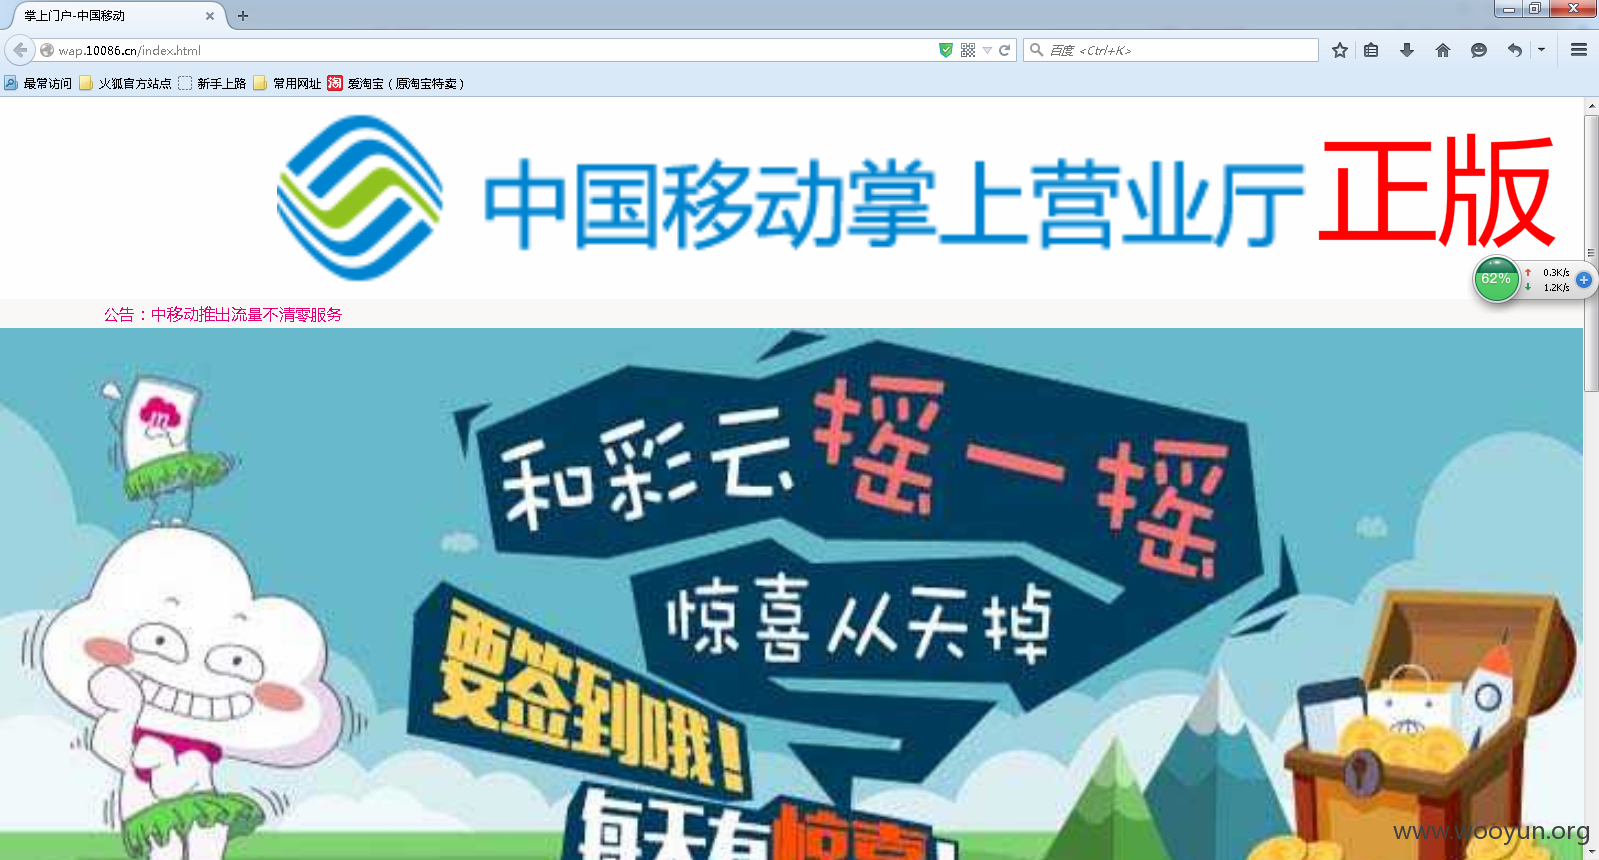 掌上门户-中国移动
wap.10086.cn/index.html
百度 <Ctrl+K>
最常访问 火狐官方站点 新手上路 常用网址 淘 爱淘宝（原淘宝特卖）
中国移动掌上营业厅 正版
62%
0.3K/s
1.2K/s
公告：中移动推出流量不清零服务
m
和彩云摇一摇
惊喜从天掉
要签到哦！
每天有惊喜！
www.wooyun.org